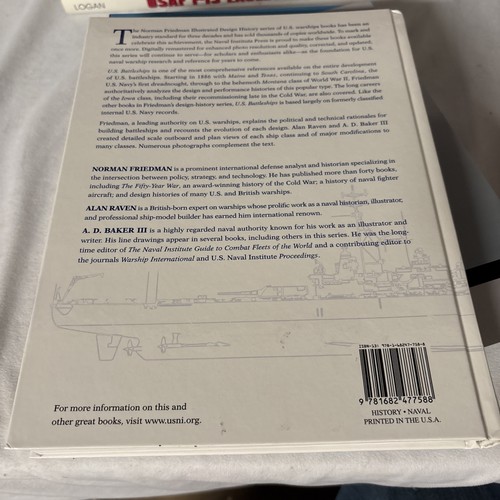 LOGAN
The Norman Friedman Illustrated Design History series of U.S. warships books has been an
industry standard for three decades and has sold thousands of copies worldwide. To mark and
celebrate this achievement, the Naval Institute Press is proud to make these books available
once more. Digitally remastered for enhanced photo resolution and quality, corrected, and updated,
this series will continue to serve—for scholars and enthusiasts alike—as the foundation for U.S.
naval warship research and reference for years to come.
U.S. Battleships is one of the most comprehensive references available on the entire development
of U.S. battleships. Starting in 1886 with Maine and Texas, continuing to South Carolina, the
U.S. Navy's first dreadnought, through to the behemoth Montana class of World War II, Friedman
authoritatively analyzes the design and performance histories of this popular type. The long careers
of the Iowa class, including their recommissioning late in the Cold War, are also covered. Like the
other books in Friedman's design-history series, U.S. Battleships is based largely on formerly classified
internal U.S. Navy records.
Friedman, a leading authority on U.S. warships, explains the political and technical rationales for
building battleships and recounts the evolution of each design. Alan Raven and A. D. Baker III
created detailed scale outboard and plan views of each ship class and of major modifications to
many classes. Numerous photographs complement the text.
NORMAN FRIEDMAN is a prominent international defense analyst and historian specializing in
the intersection between policy, strategy, and technology. He has published more than forty books,
including The Fifty-Year War, an award-winning history of the Cold War; a history of naval fighter
aircraft; and design histories of many U.S. and British warships.
ALAN RAVEN is a British-born expert on warships whose prolific work as a naval historian, illustrator,
and professional ship-model builder has earned him international renown.
A. D. BAKER III is a highly regarded naval authority known for his work as an illustrator and
writer. His line drawings appear in several books, including others in this series. He was the long-
time editor of The Naval Institute Guide to Combat Fleets of the World and a contributing editor to
the journals Warship International and U.S. Naval Institute Proceedings.
ISBN-13: 978-1-68247-758-8
9 781682 477588
HISTORY • NAVAL
PRINTED IN THE U.S.A.
For more information on this and
other great books, visit www.usni.org.